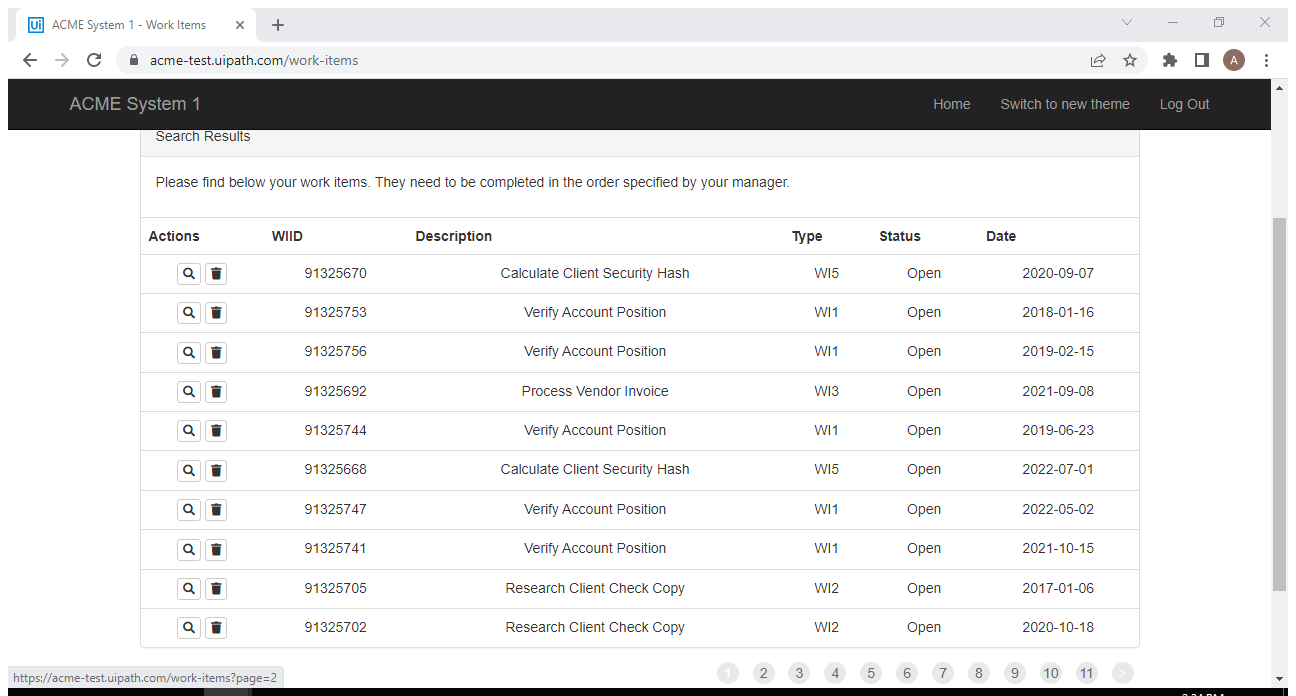 Ui ACME System 1 - Work Items
acme-test.uipath.com/work-items
A
ACME System 1 Home Switch to new theme Log Out
Search Results
Please find below your work items. They need to be completed in the order specified by your manager.
Actions WIID Description Type Status Date
91325670 Calculate Client Security Hash WI5 Open 2020-09-07
91325753 Verify Account Position WI1 Open 2018-01-16
91325756 Verify Account Position WI1 Open 2019-02-15
91325692 Process Vendor Invoice WI3 Open 2021-09-08
91325744 Verify Account Position WI1 Open 2019-06-23
91325668 Calculate Client Security Hash WI5 Open 2022-07-01
91325747 Verify Account Position WI1 Open 2022-05-02
91325741 Verify Account Position WI1 Open 2021-10-15
91325705 Research Client Check Copy WI2 Open 2017-01-06
91325702 Research Client Check Copy WI2 Open 2020-10-18
1 2 3 4 5 6 7 8 9 10 11 >
https://acme-test.uipath.com/work-items?page=2